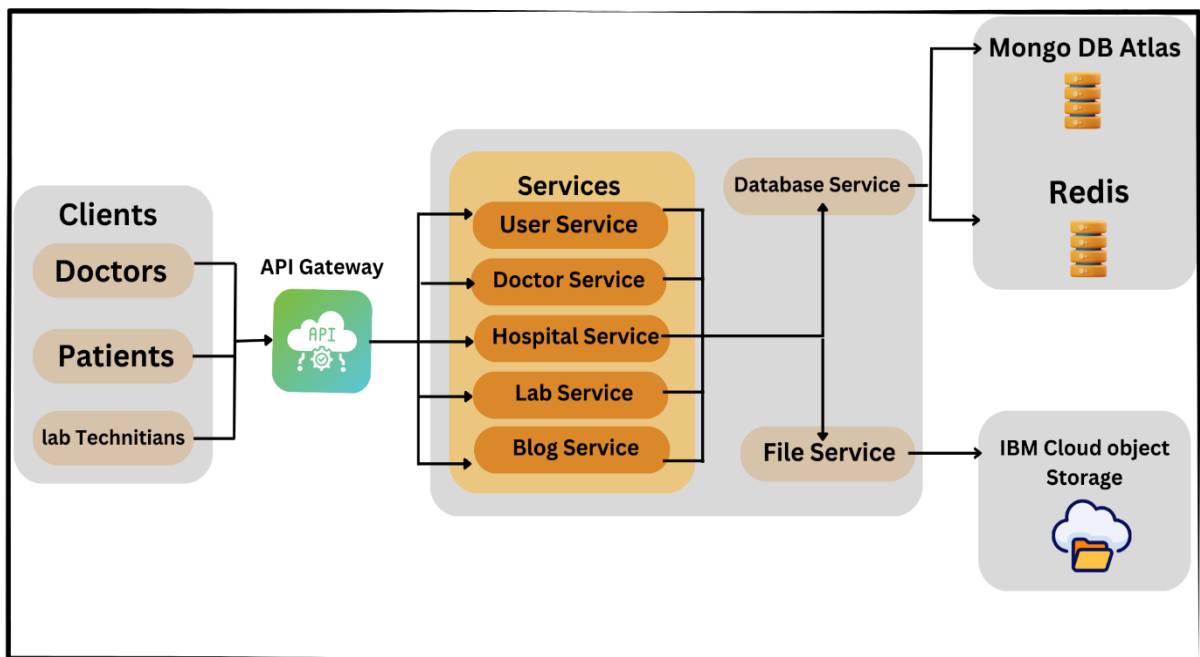 Clients
Doctors
Patients
lab Technitians
API Gateway
API
Services
User Service
Doctor Service
Hospital Service
Lab Service
Blog Service
Database Service
File Service
Mongo DB Atlas
Redis
IBM Cloud object
Storage